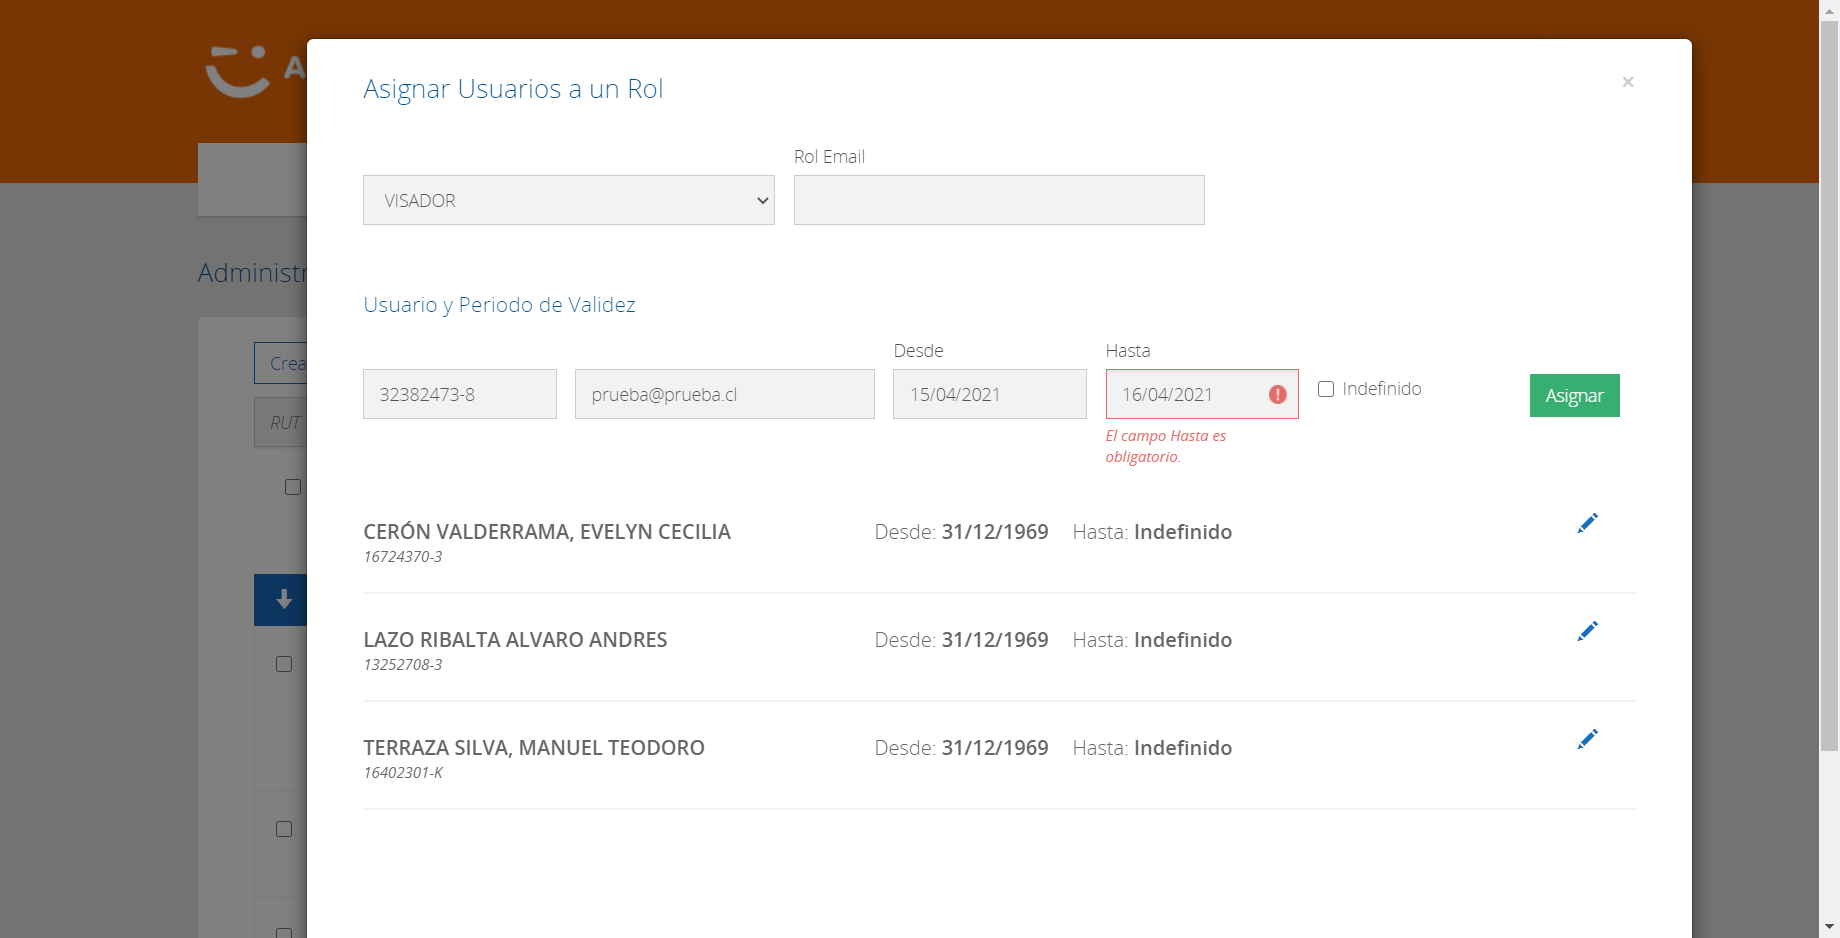 A
Asignar Usuarios a un Rol
×
Rol Email
VISADOR
Administr
Usuario y Periodo de Validez
Desde
Hasta
Crea
32382473-8
prueba@prueba.cl
15/04/2021
16/04/2021
Indefinido
Asignar
RUT
El campo Hasta es
obligatorio.
CERÓN VALDERRAMA, EVELYN CECILIA
Desde: 31/12/1969 Hasta: Indefinido
16724370-3
LAZO RIBALTA ALVARO ANDRES
Desde: 31/12/1969 Hasta: Indefinido
13252708-3
TERRAZA SILVA, MANUEL TEODORO
Desde: 31/12/1969 Hasta: Indefinido
16402301-K